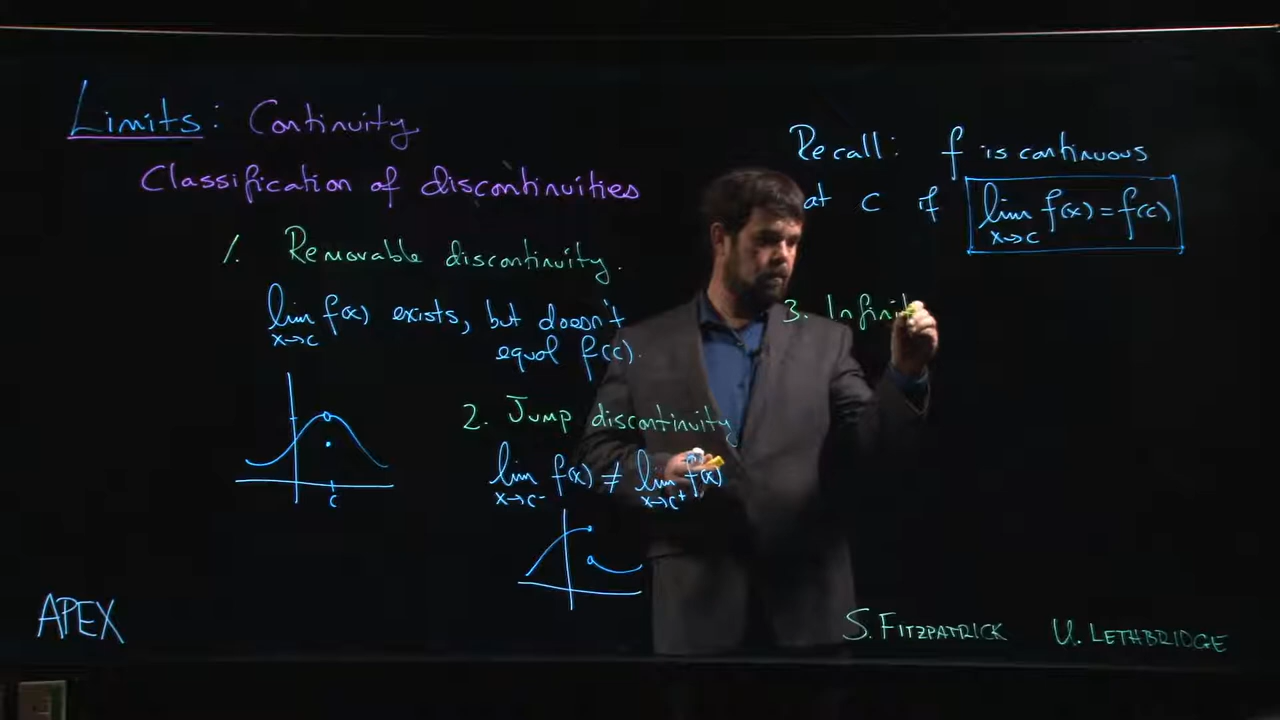 Limits: Continuity
Classification of discontinuities
1. Removable discontinuity.
lim f(x) exists, but doesn't
x→c
equal f(c).
c
2. Jump discontinuity
lim f(x) ≠ lim f(x)
x→c- x→c+
Recall: f is continuous
at c if lim f(x) = f(c)
x→c
3. Infinit
APEX
S. FITZPATRICK U. LETHBRIDGE